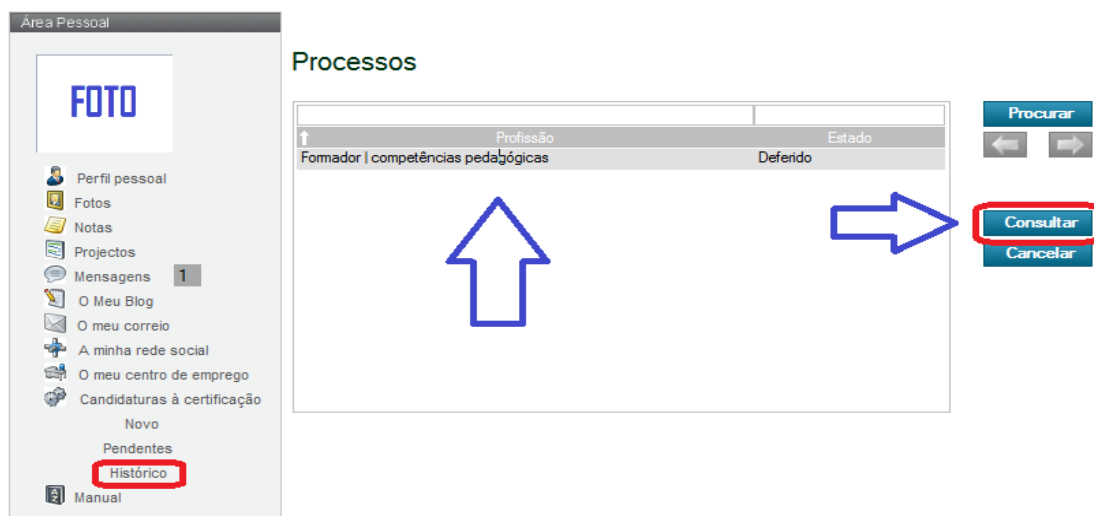 Área Pessoal
FOTO
Perfil pessoal
Fotos
Notas
Projectos
Mensagens 1
O Meu Blog
O meu correio
A minha rede social
O meu centro de emprego
Candidaturas à certificação
Novo
Pendentes
Histórico
Manual
Processos
Profissão Estado
Formador | competências pedagógicas Deferido
Procurar
Consultar
Cancelar